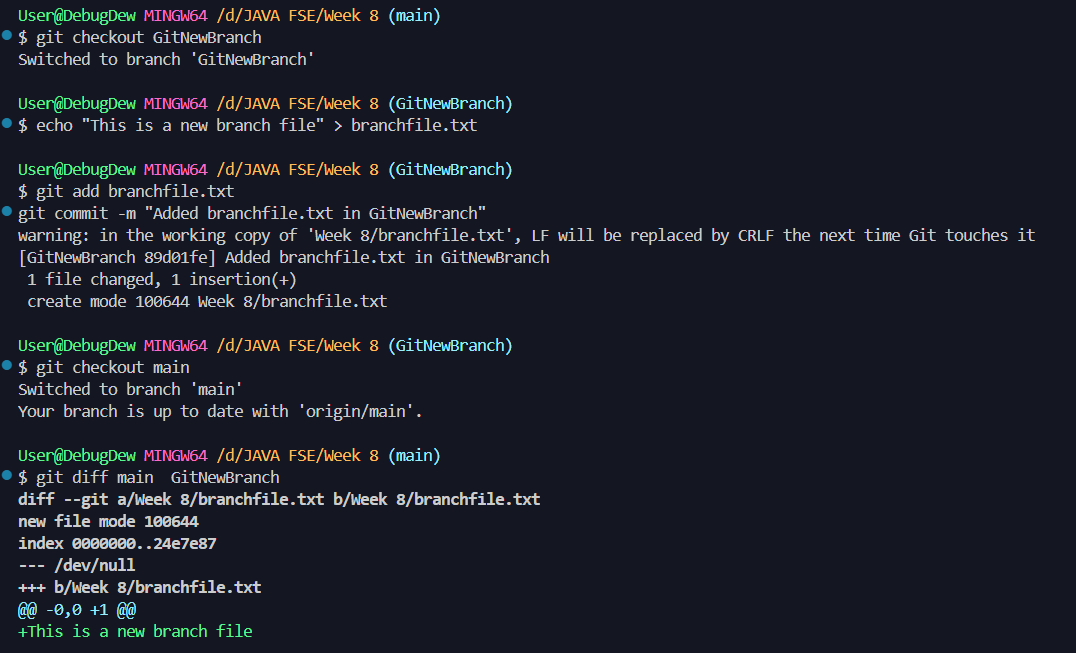 User@DebugDew MINGW64 /d/JAVA FSE/Week 8 (main)
$ git checkout GitNewBranch
Switched to branch 'GitNewBranch'
User@DebugDew MINGW64 /d/JAVA FSE/Week 8 (GitNewBranch)
$ echo "This is a new branch file" > branchfile.txt
User@DebugDew MINGW64 /d/JAVA FSE/Week 8 (GitNewBranch)
$ git add branchfile.txt
git commit -m "Added branchfile.txt in GitNewBranch"
warning: in the working copy of 'Week 8/branchfile.txt', LF will be replaced by CRLF the next time Git touches it
[GitNewBranch 89d01fe] Added branchfile.txt in GitNewBranch
 1 file changed, 1 insertion(+)
 create mode 100644 Week 8/branchfile.txt
User@DebugDew MINGW64 /d/JAVA FSE/Week 8 (GitNewBranch)
$ git checkout main
Switched to branch 'main'
Your branch is up to date with 'origin/main'.
User@DebugDew MINGW64 /d/JAVA FSE/Week 8 (main)
$ git diff main  GitNewBranch
diff --git a/Week 8/branchfile.txt b/Week 8/branchfile.txt
new file mode 100644
index 0000000..24e7e87
--- /dev/null
+++ b/Week 8/branchfile.txt
@@ -0,0 +1 @@
+This is a new branch file